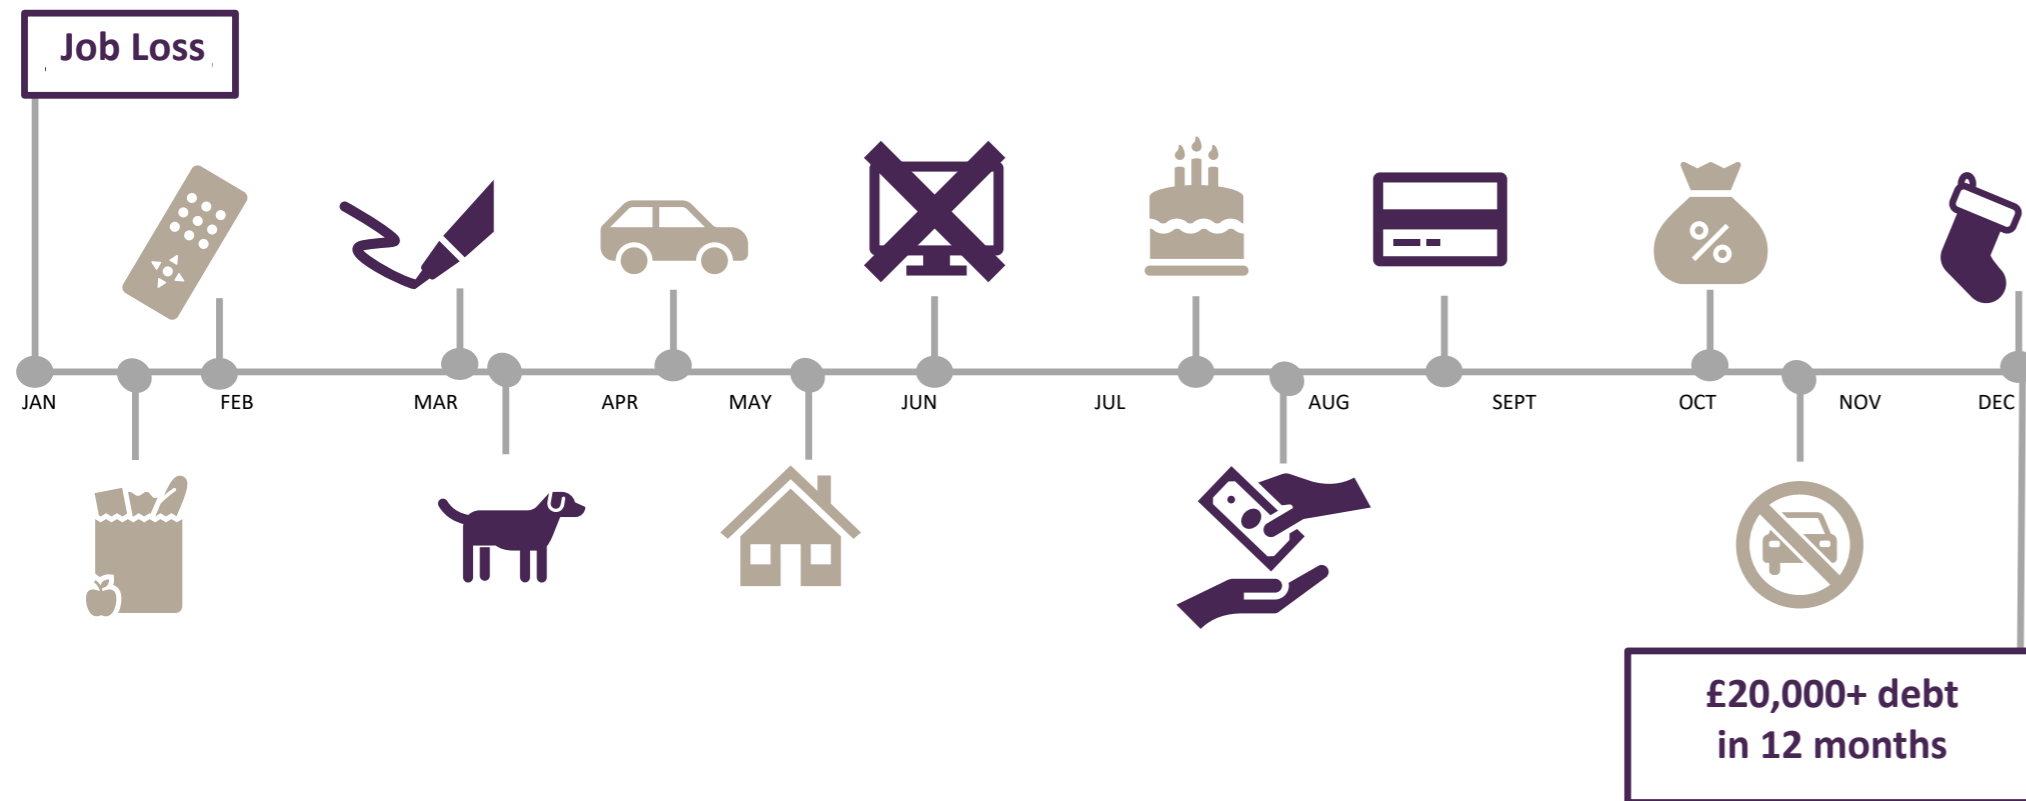 Job Loss
%
JAN FEB MAR APR MAY JUN JUL AUG SEPT OCT NOV DEC
£20,000+ debt
in 12 months